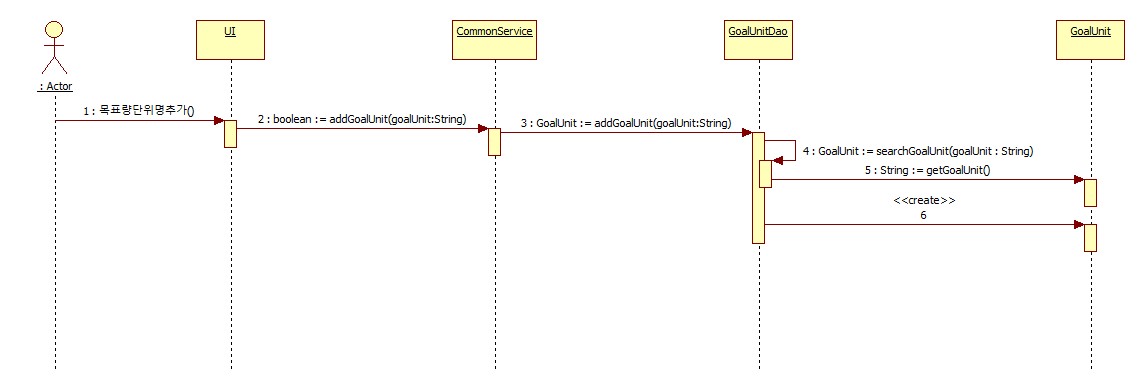 UI
CommonService
GoalUnitDao
GoalUnit
: Actor
1 : 목표량단위명추가()
2 : boolean := addGoalUnit(goalUnit:String)
3 : GoalUnit := addGoalUnit(goalUnit:String)
4 : GoalUnit := searchGoalUnit(goalUnit : String)
5 : String := getGoalUnit()
<<create>>
6